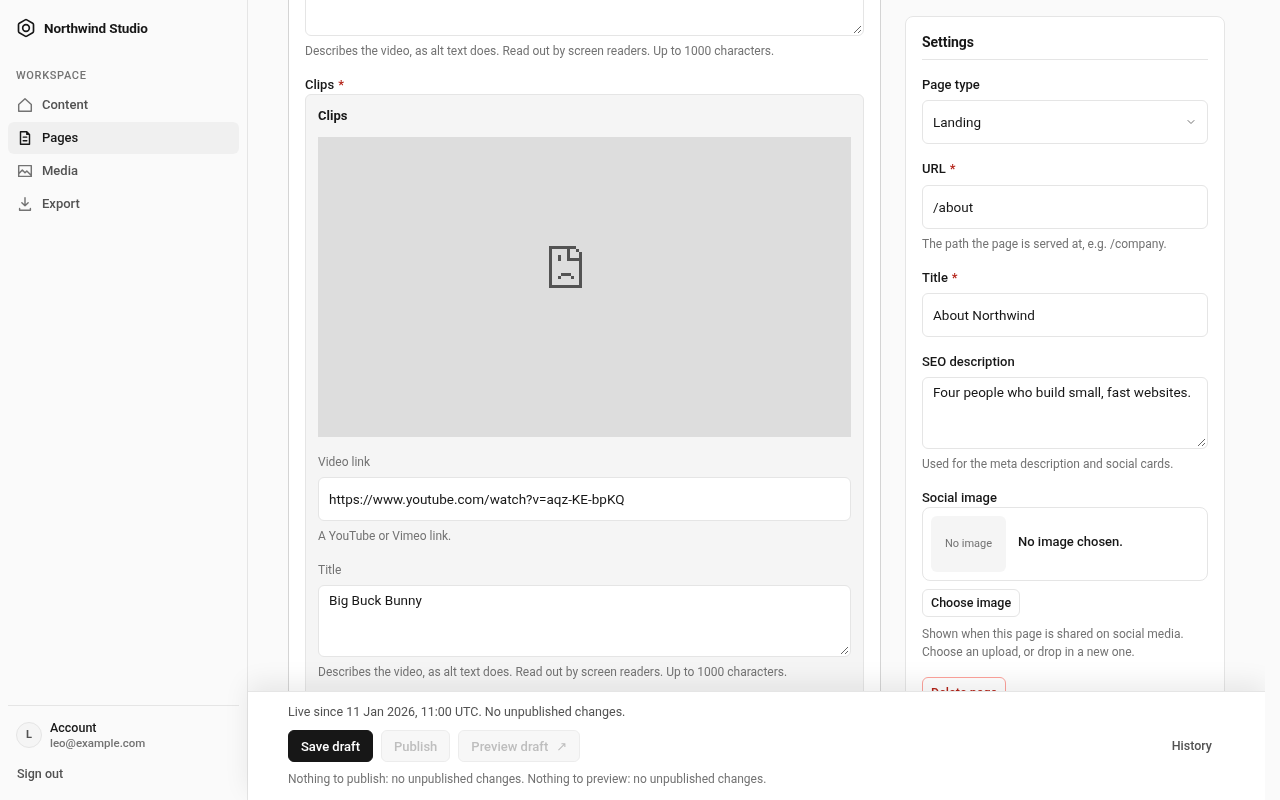 Northwind Studio
WORKSPACE
Content
Pages
Media
Export
L
Account
leo@example.com
Sign out
Describes the video, as alt text does. Read out by screen readers. Up to 1000 characters.
Clips *
Clips
Video link
https://www.youtube.com/watch?v=aqz-KE-bpKQ
A YouTube or Vimeo link.
Title
Big Buck Bunny
Describes the video, as alt text does. Read out by screen readers. Up to 1000 characters.
Settings
Page type
Landing
URL *
/about
The path the page is served at, e.g. /company.
Title *
About Northwind
SEO description
Four people who build small, fast websites.
Used for the meta description and social cards.
Social image
No image
No image chosen.
Choose image
Shown when this page is shared on social media.
Choose an upload, or drop in a new one.
Delete page
Live since 11 Jan 2026, 11:00 UTC. No unpublished changes.
Save draft
Publish
Preview draft ↗
History
Nothing to publish: no unpublished changes. Nothing to preview: no unpublished changes.